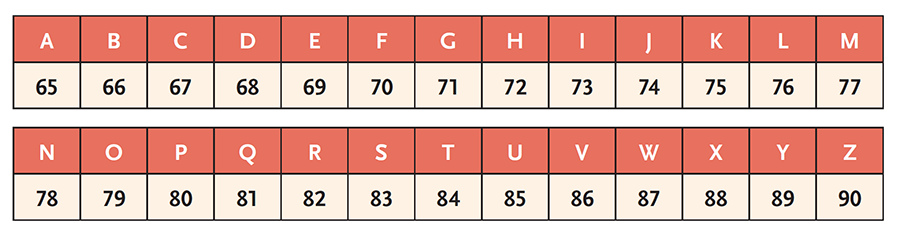 A B C D E F G H I J K L M
65 66 67 68 69 70 71 72 73 74 75 76 77
N O P Q R S T U V W X Y Z
78 79 80 81 82 83 84 85 86 87 88 89 90